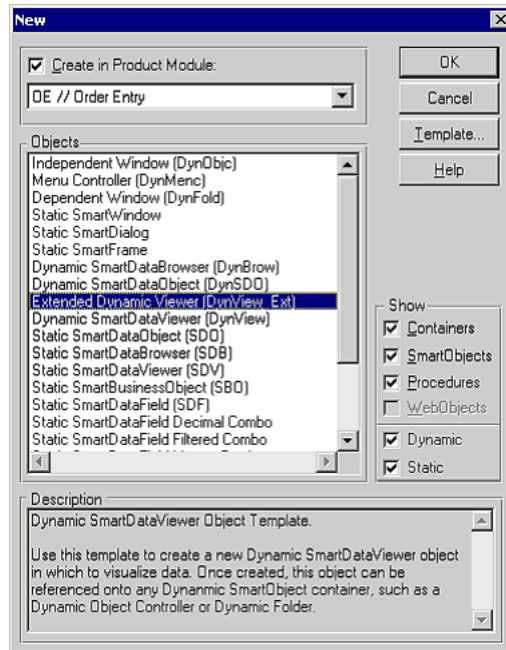 New
Create in Product Module:
OE // Order Entry
OK
Cancel
Template...
Help
Objects
Independent Window (DynObjc)
Menu Controller (DynMenc)
Dependent Window (DynFold)
Static SmartWindow
Static SmartDialog
Static SmartFrame
Dynamic SmartDataBrowser (DynBrow)
Dynamic SmartDataObject (DynSDO)
Extended Dynamic Viewer (DynView_Ext)
Dynamic SmartDataViewer (DynView)
Static SmartDataObject (SDO)
Static SmartDataBrowser (SDB)
Static SmartDataViewer (SDV)
Static SmartBusinessObject (SBO)
Static SmartDataField (SDF)
Static SmartDataField Decimal Combo
Static SmartDataField Filtered Combo
Show
Containers
SmartObjects
Procedures
WebObjects
Dynamic
Static
Description
Dynamic SmartDataViewer Object Template.
Use this template to create a new Dynamic SmartDataViewer object
in which to visualize data. Once created, this object can be
referenced onto any Dynanmic SmartObject container, such as a
Dynamic Object Controller or Dynamic Folder.